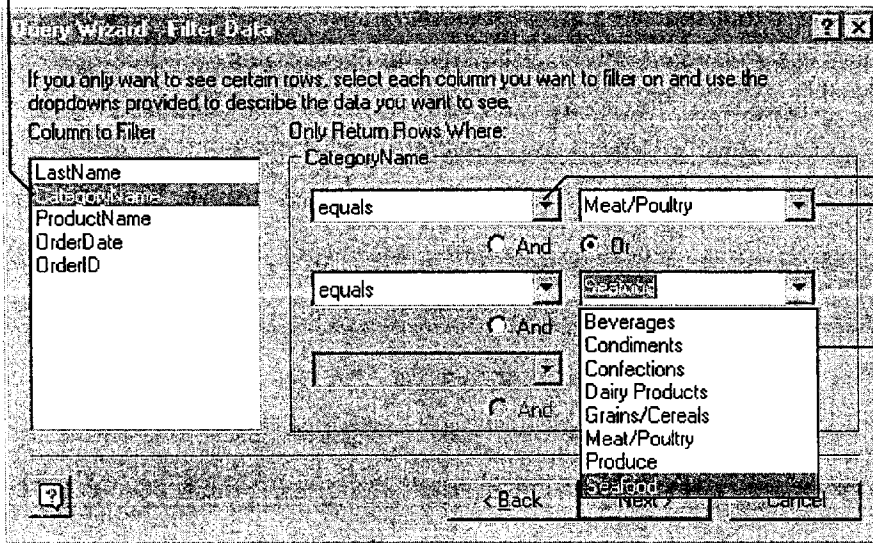 Query Wizard - Filter Data
If you only want to see certain rows, select each column you want to filter on and use the
dropdowns provided to describe the data you want to see.
Column to Filter
Only Return Rows Where:
LastName
CategoryName
ProductName
OrderDate
OrderID
CategoryName
equals
Meat/Poultry
And
Or
equals
Seafood
And
Beverages
Condiments
Confections
Dairy Products
Grains/Cereals
Meat/Poultry
Produce
Seafood
And
< Back
Next >
Cancel